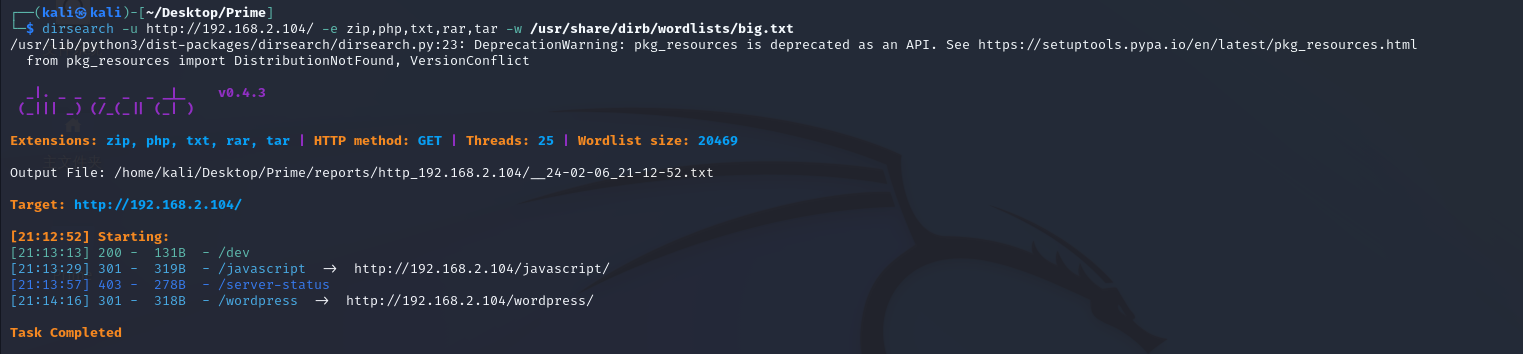 ┌──(kali㉿kali)-[~/Desktop/Prime]
└─$ dirsearch -u http://192.168.2.104/ -e zip,php,txt,rar,tar -w /usr/share/dirb/wordlists/big.txt
/usr/lib/python3/dist-packages/dirsearch/dirsearch.py:23: DeprecationWarning: pkg_resources is deprecated as an API. See https://setuptools.pypa.io/en/latest/pkg_resources.html
  from pkg_resources import DistributionNotFound, VersionConflict
  _|. _ _  _  _  _ _|_    v0.4.3
 (_||| _) (/_(_|| (_| )
Extensions: zip, php, txt, rar, tar | HTTP method: GET | Threads: 25 | Wordlist size: 20469
Output File: /home/kali/Desktop/Prime/reports/http_192.168.2.104/__24-02-06_21-12-52.txt
Target: http://192.168.2.104/
[21:12:52] Starting:
[21:13:13] 200 -  131B  - /dev
[21:13:29] 301 -  319B  - /javascript  ->  http://192.168.2.104/javascript/
[21:13:57] 403 -  278B  - /server-status
[21:14:16] 301 -  318B  - /wordpress  ->  http://192.168.2.104/wordpress/
Task Completed